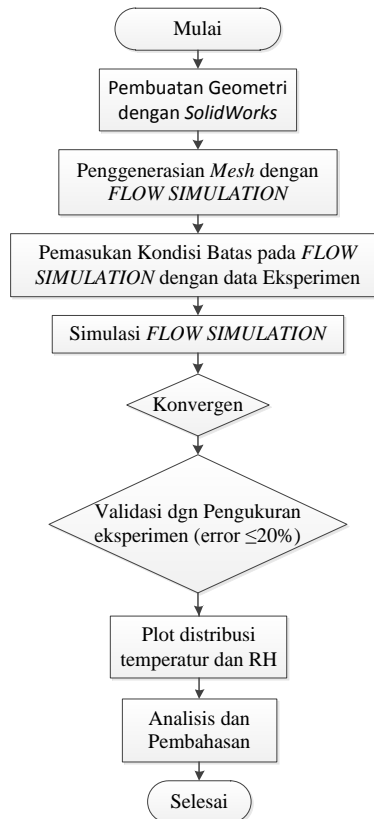 Mulai
Pembuatan Geometri
dengan SolidWorks
Penggenerasian Mesh dengan
FLOW SIMULATION
Pemasukan Kondisi Batas pada FLOW
SIMULATION dengan data Eksperimen
Simulasi FLOW SIMULATION
Konvergen
Validasi dgn Pengukuran
eksperimen (error ≤20%)
Plot distribusi
temperatur dan RH
Analisis dan
Pembahasan
Selesai